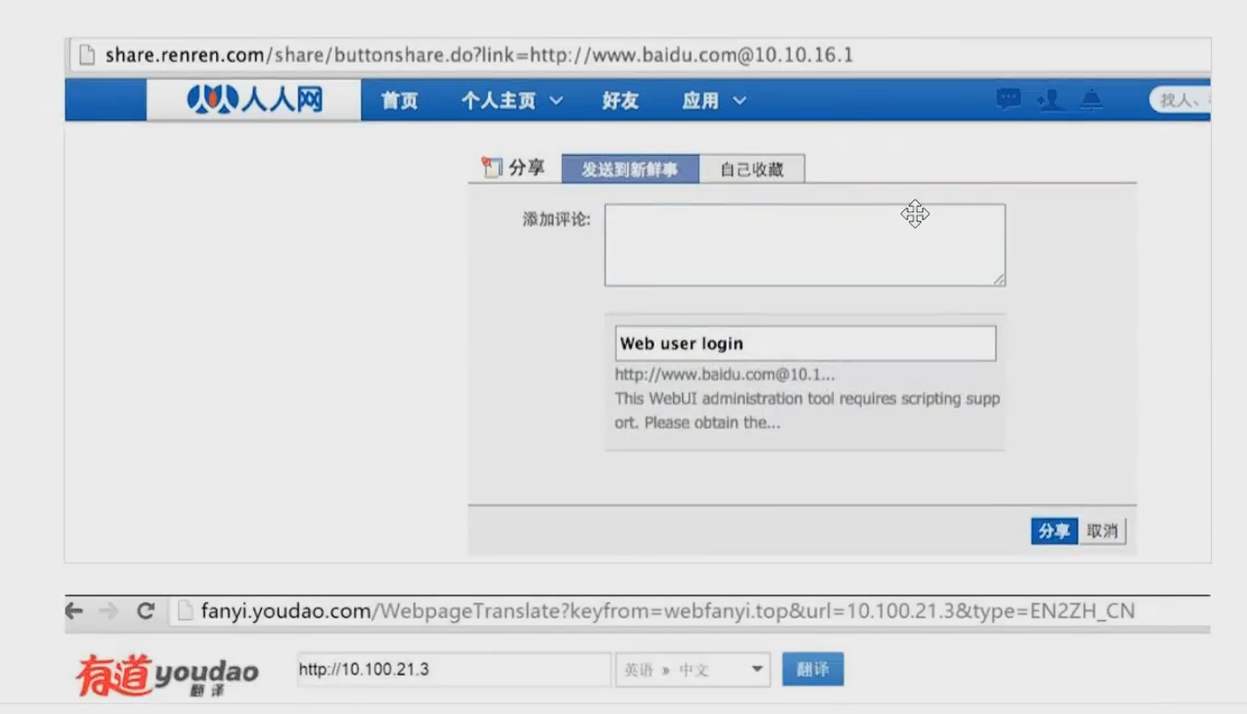 share.renren.com/share/buttonshare.do?link=http://www.baidu.com@10.10.16.1
人人网 首页 个人主页 好友 应用 找人、
分享 发送到新鲜事 自己收藏
添加评论:
Web user login
http://www.baidu.com@10.1...
This WebUI administration tool requires scripting supp
ort. Please obtain the...
分享 取消
fanyi.youdao.com/WebpageTranslate?keyfrom=webfanyi.top&url=10.100.21.3&type=EN2ZH_CN
有道 youdao 翻译 http://10.100.21.3 英语 » 中文 翻译